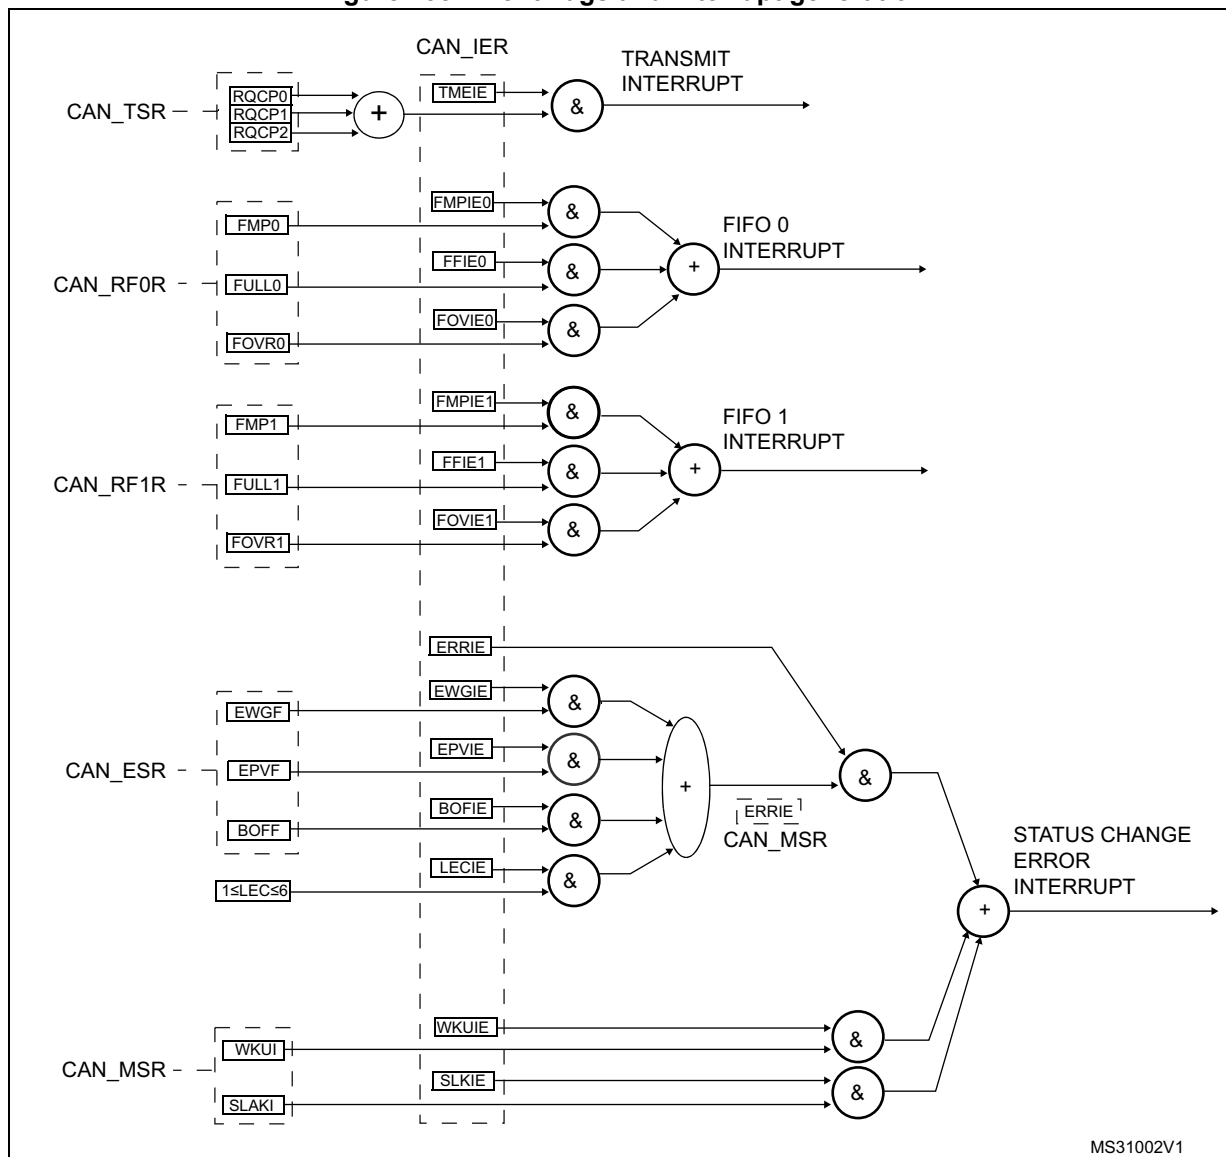 CAN_IER
TRANSMIT
INTERRUPT
CAN_TSR
RQCP0
RQCP1
RQCP2
+
TMEIE
&
FMPIE0
&
FMP0
FIFO 0
INTERRUPT
FFIE0
&
+
CAN_RF0R
FULL0
FOVIE0
&
FOVR0
FMPIE1
&
FMP1
FIFO 1
INTERRUPT
FFIE1
&
+
CAN_RF1R
FULL1
FOVIE1
&
FOVR1
ERRIE
EWGIE
&
EWGF
EPVIE
&
CAN_ESR
EPVF
&
+
BOFIE
&
ERRIE
CAN_MSR
BOFF
STATUS CHANGE
ERROR
INTERRUPT
LECIE
&
1≤LEC≤6
+
WKUIE
&
WKUI
CAN_MSR
SLKIE
&
SLAKI
MS31002V1